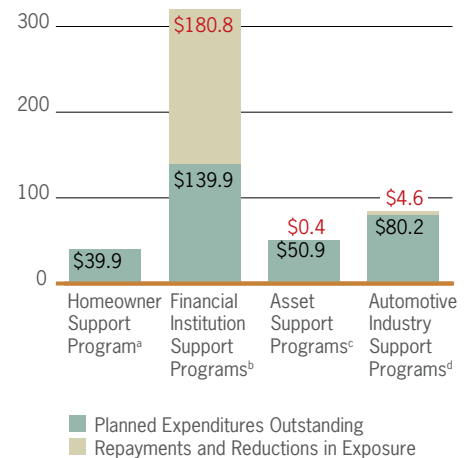 300
$180.8
200
$139.9
100
$4.6
$0.4
$80.2
$50.9
$39.9
0
Homeowner Support Programᵃ
Financial Institution Support Programsᵇ
Asset Support Programsᶜ
Automotive Industry Support Programsᵈ
Planned Expenditures Outstanding
Repayments and Reductions in Exposure